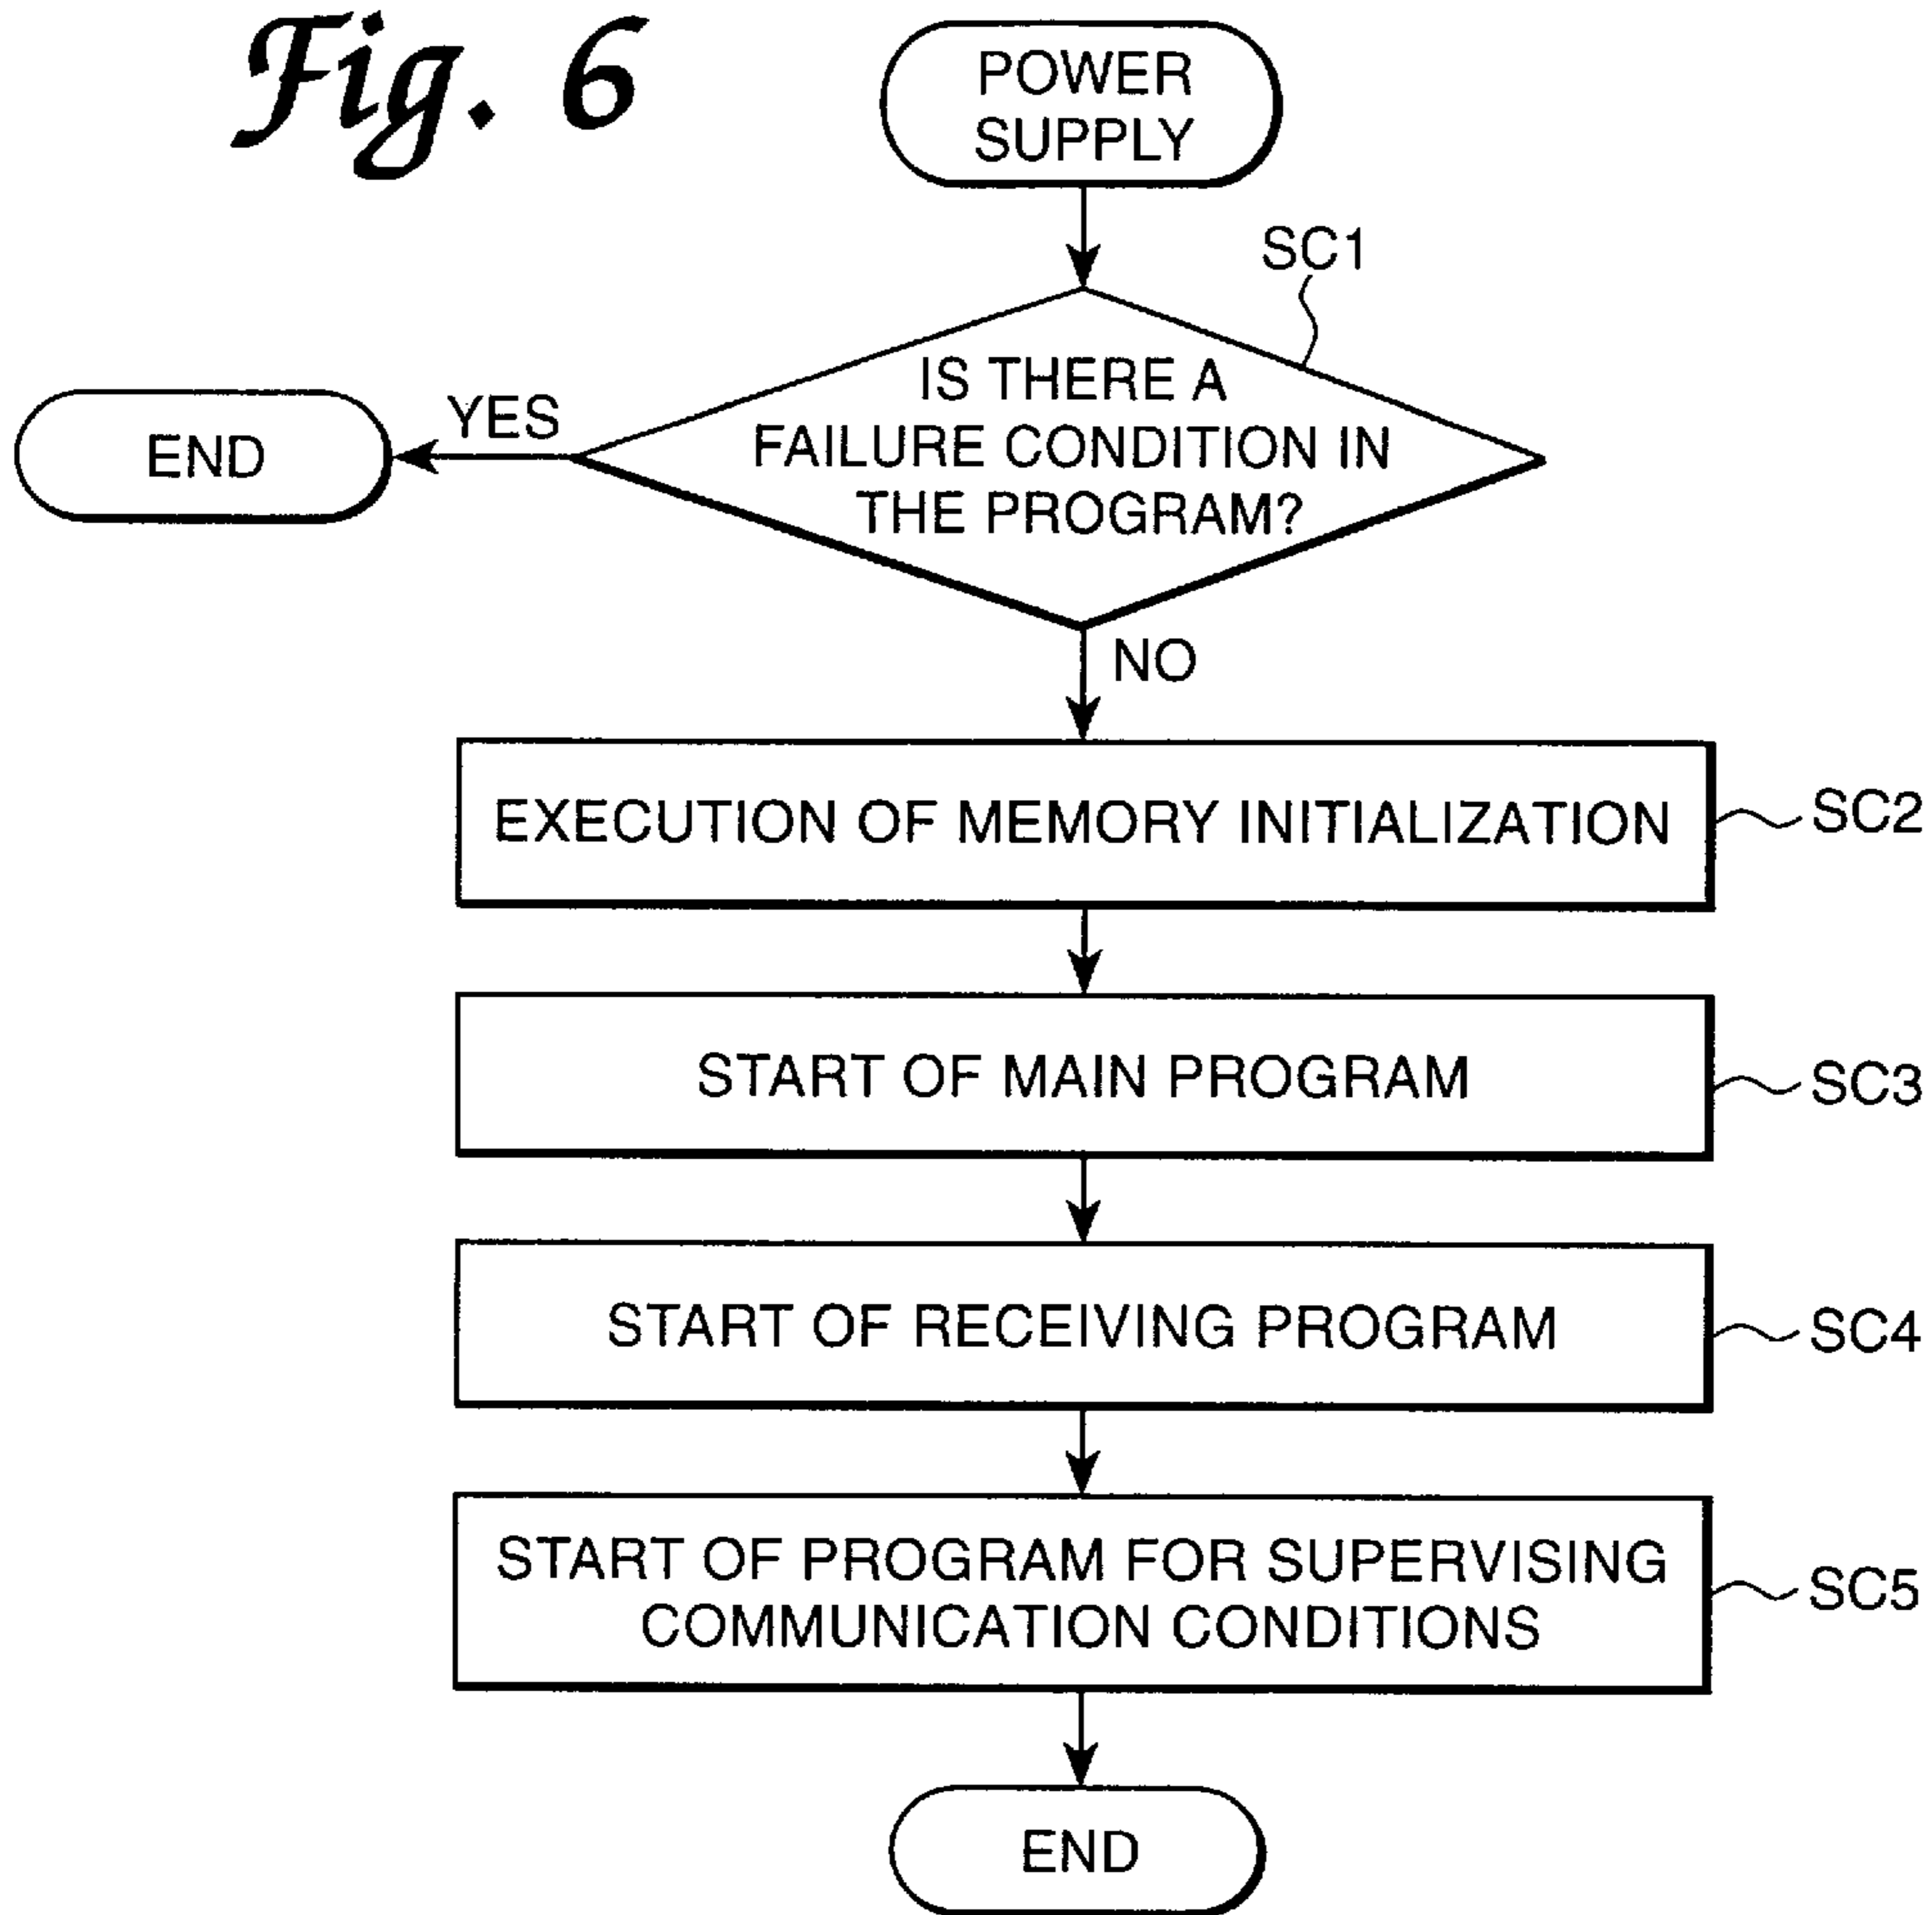 Fig. 6
POWER
SUPPLY
SC1
IS THERE A
FAILURE CONDITION IN
THE PROGRAM?
YES
END
NO
EXECUTION OF MEMORY INITIALIZATION
SC2
START OF MAIN PROGRAM
SC3
START OF RECEIVING PROGRAM
SC4
START OF PROGRAM FOR SUPERVISING
COMMUNICATION CONDITIONS
SC5
END